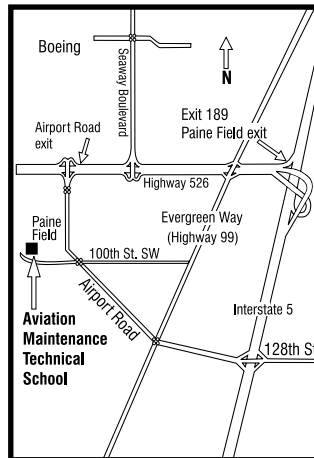 Boeing
Seaway Boulevard
N
Exit 189
Paine Field exit
Airport Road
exit
Highway 526
Evergreen Way
(Highway 99)
Paine
Field
100th St. SW
Airport Road
Interstate 5
Aviation
Maintenance
Technical
School
128th St